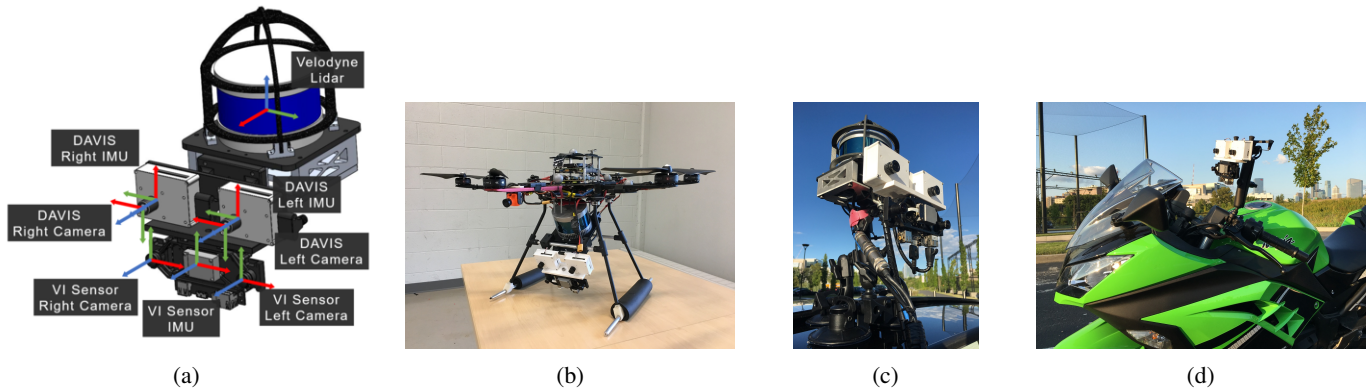 Velodyne
Lidar
DAVIS
Right IMU
DAVIS
Left IMU
DAVIS
Right Camera
DAVIS
Left Camera
VI Sensor
Right Camera
VI Sensor
IMU
VI Sensor
Left Camera
(a)
(b)
(c)
(d)